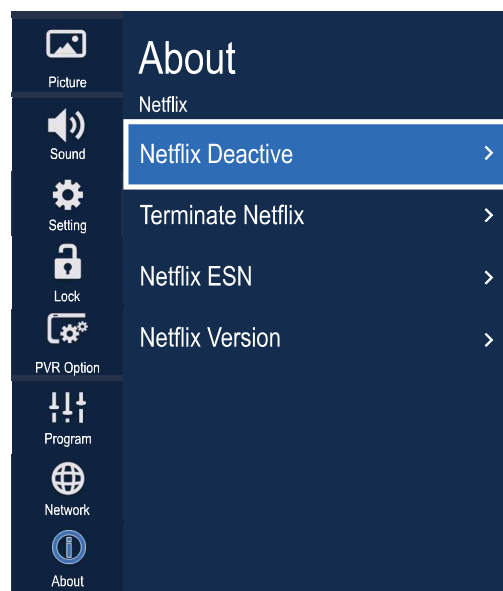 Picture
Sound
Setting
Lock
PVR Option
Program
Network
About
About
Netflix
Netflix Deactive
Terminate Netflix
Netflix ESN
Netflix Version